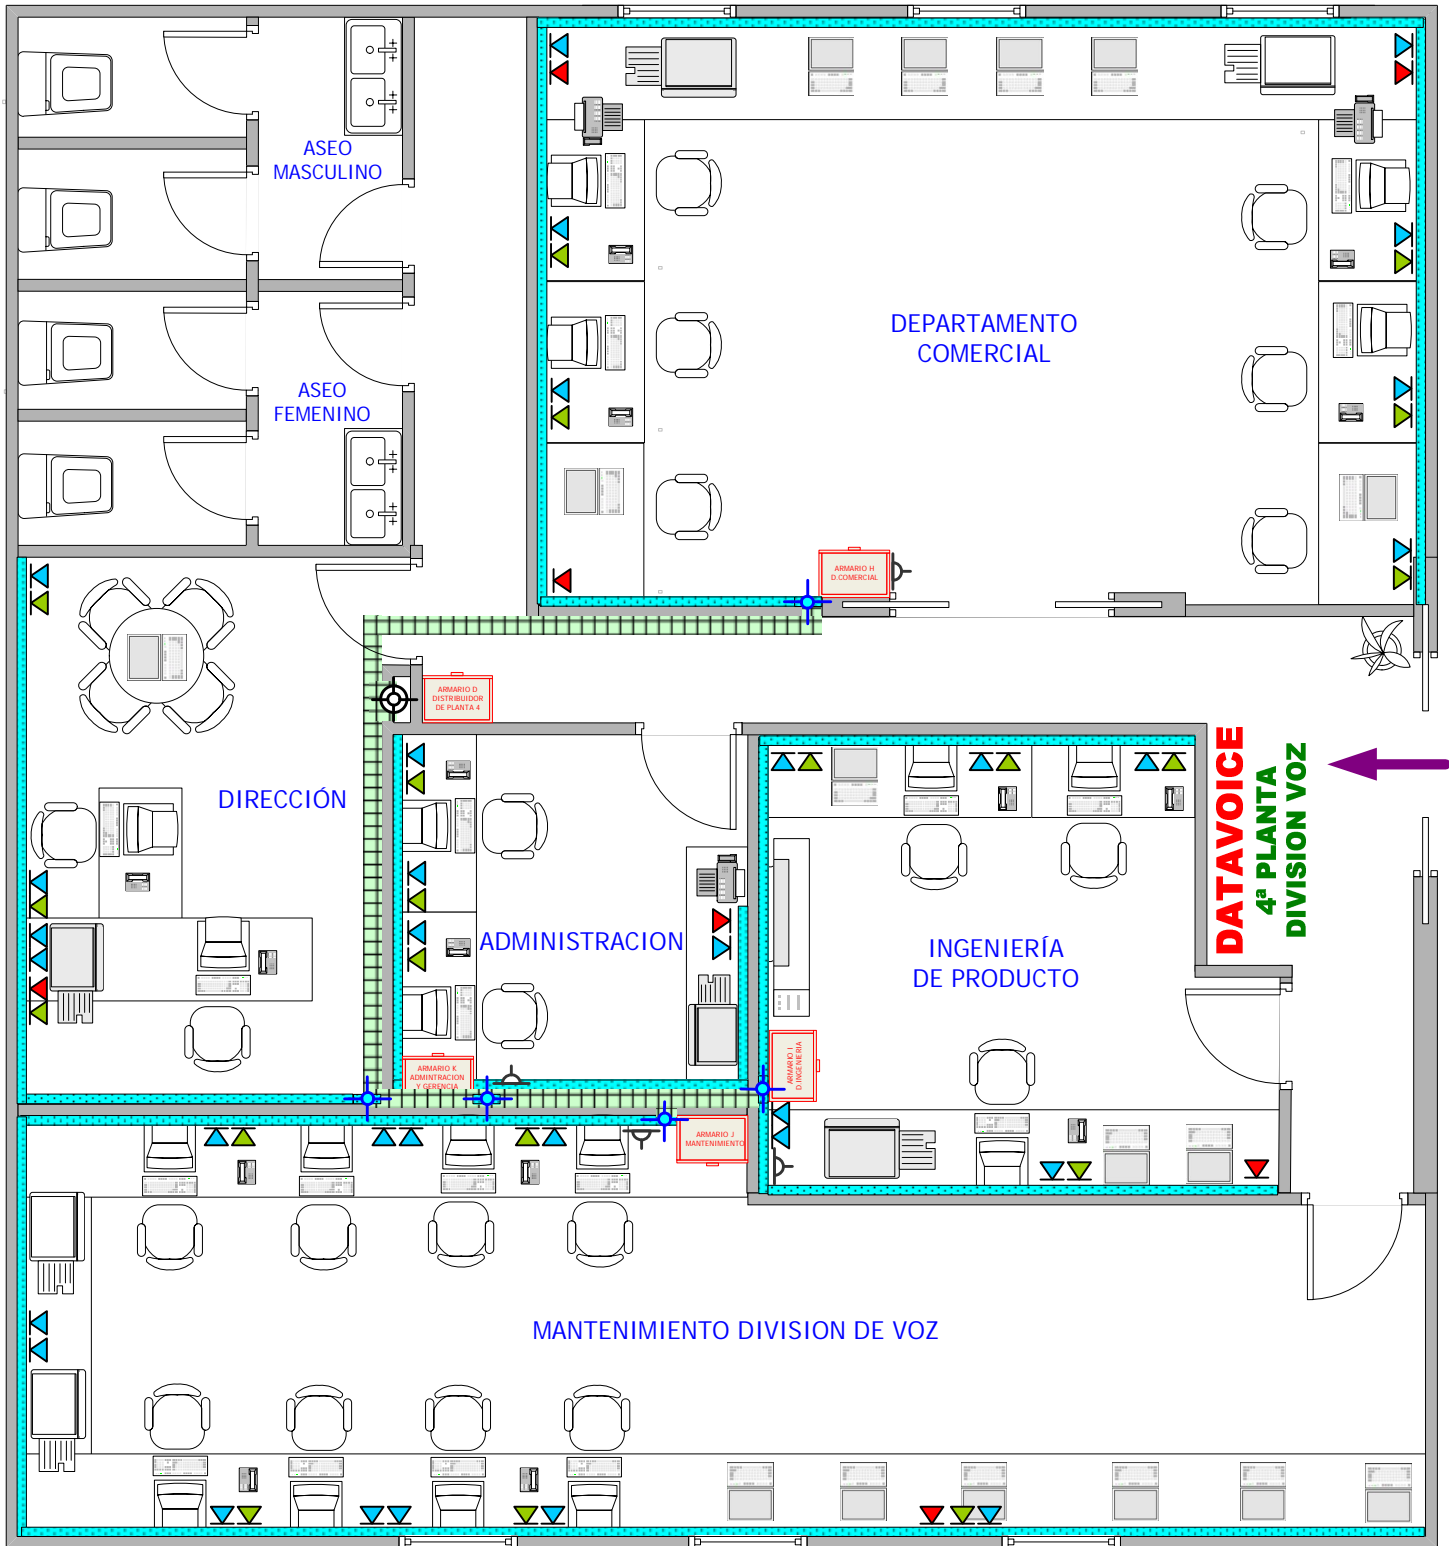 ASEO
MASCULINO
ASEO
FEMENINO
DEPARTAMENTO
COMERCIAL
ARMARIO H
D.COMERCIAL
ARMARIO D
DISTRIBUIDOR
DE PLANTA 4
DIRECCIÓN
ADMINISTRACION
INGENIERÍA
DE PRODUCTO
DATAVOICE
4ª PLANTA
DIVISION VOZ
ARMARIO K
ADMINTRACION
Y GERENCIA
ARMARIO I
D.INGENIERIA
ARMARIO J
MANTENIMIENTO
MANTENIMIENTO DIVISION DE VOZ